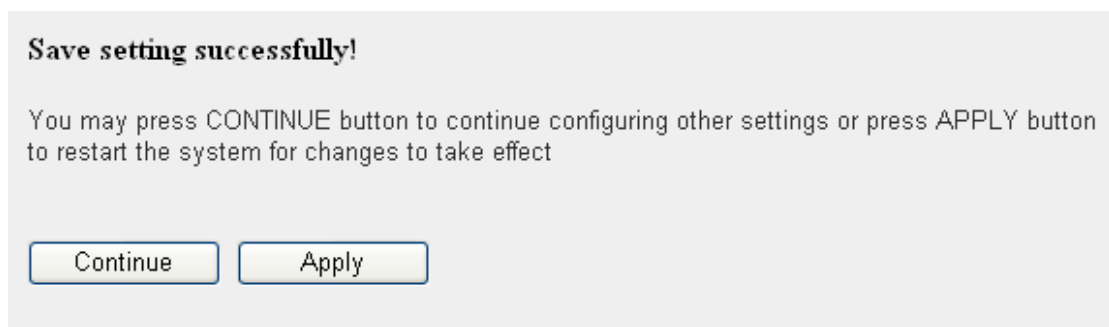 Save setting successfully!
You may press CONTINUE button to continue configuring other settings or press APPLY button
to restart the system for changes to take effect
Continue Apply